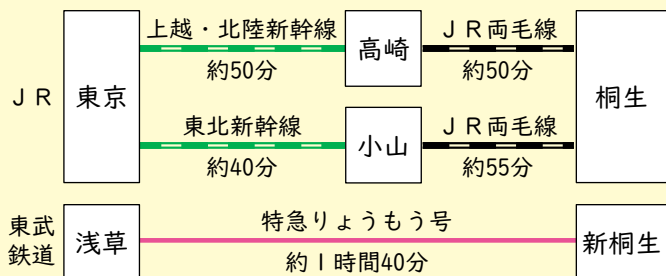 上越・北陸新幹線
高崎
JR両毛線
約50分
約50分
JR
東京
桐生
東北新幹線
小山
JR両毛線
約40分
約55分
東武
鉄道
浅草
特急りょうもう号
新桐生
約1時間40分